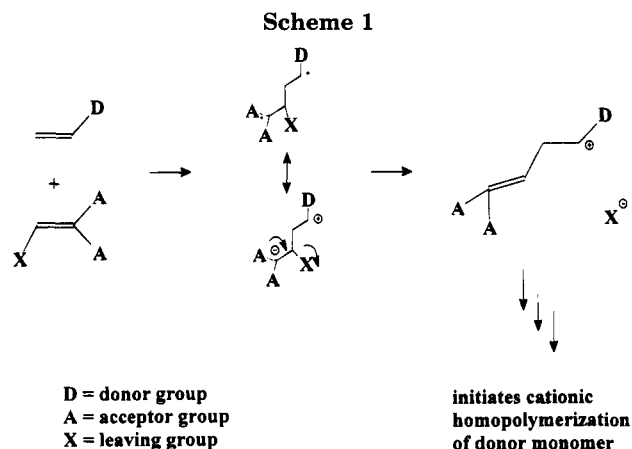 Scheme 1
D
·
A
A
X
D
+
A
X
A
D
⊕
A
⊖
A
X
D
⊕
A
A
X
⊖
D = donor group
A = acceptor group
X = leaving group
initiates cationic
homopolymerization
of donor monomer